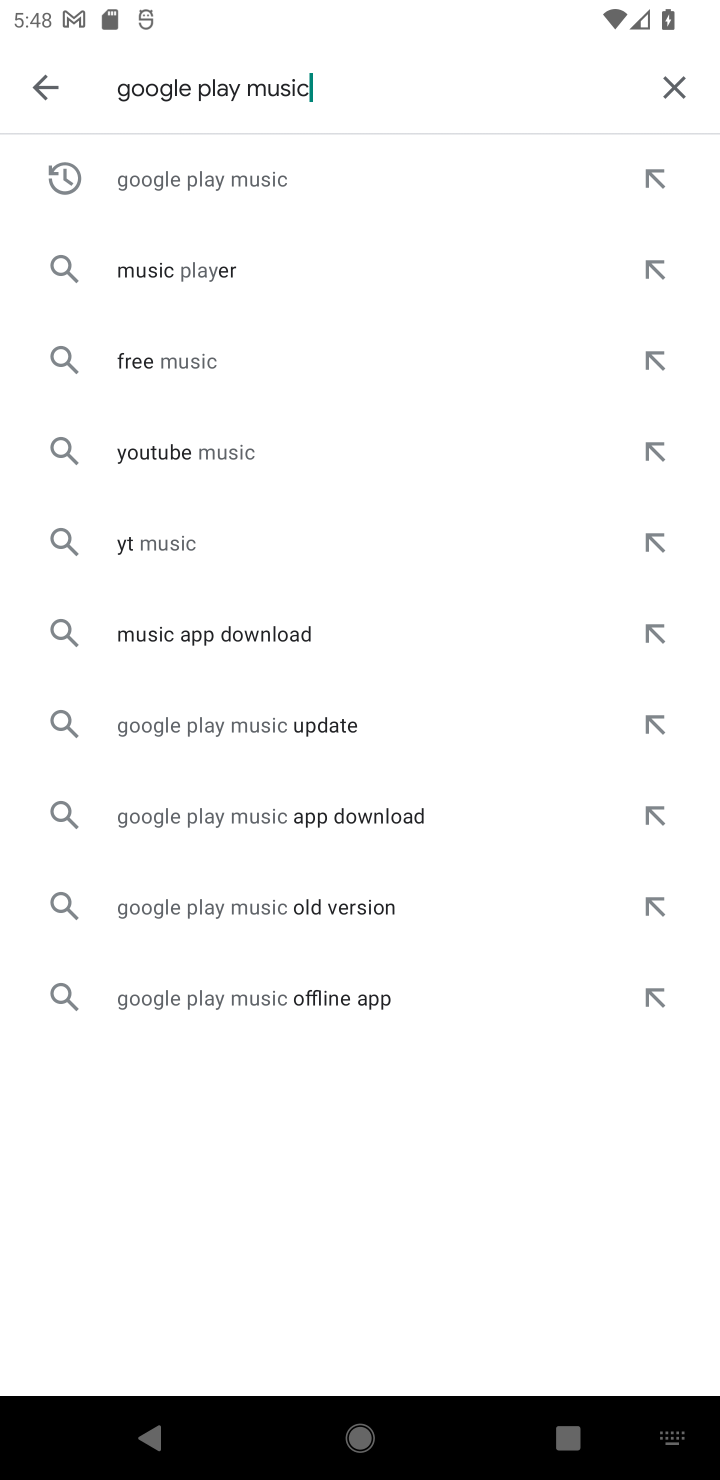 5:48
google play music
google play music
music player
free music
youtube music
yt music
music app download
google play music update
google play music app download
google play music old version
google play music offline app